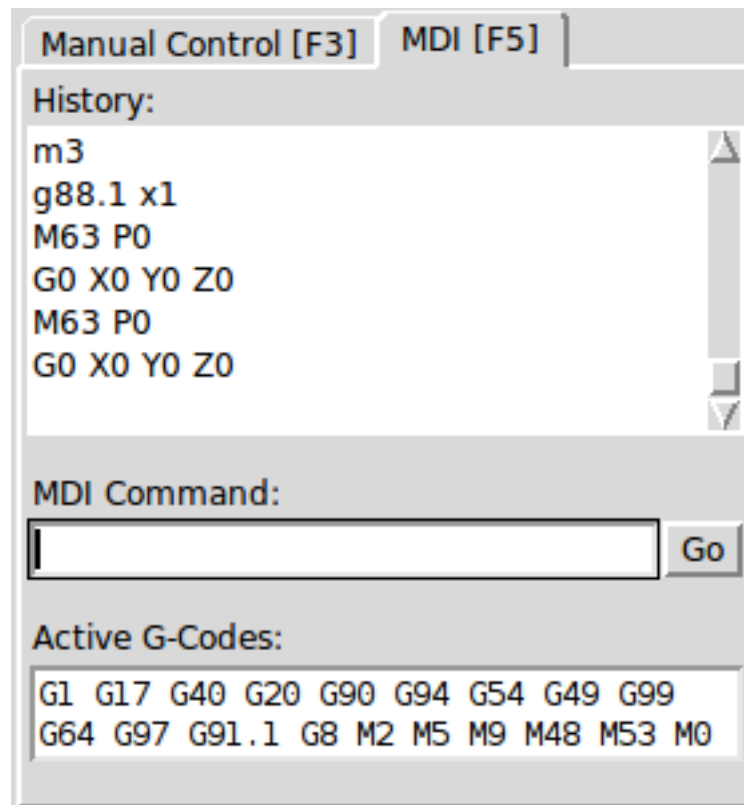 Manual Control [F3] MDI [F5]
History:
m3
g88.1 x1
M63 P0
G0 X0 Y0 Z0
M63 P0
G0 X0 Y0 Z0
MDI Command:
Go
Active G-Codes:
G1 G17 G40 G20 G90 G94 G54 G49 G99
G64 G97 G91.1 G8 M2 M5 M9 M48 M53 M0